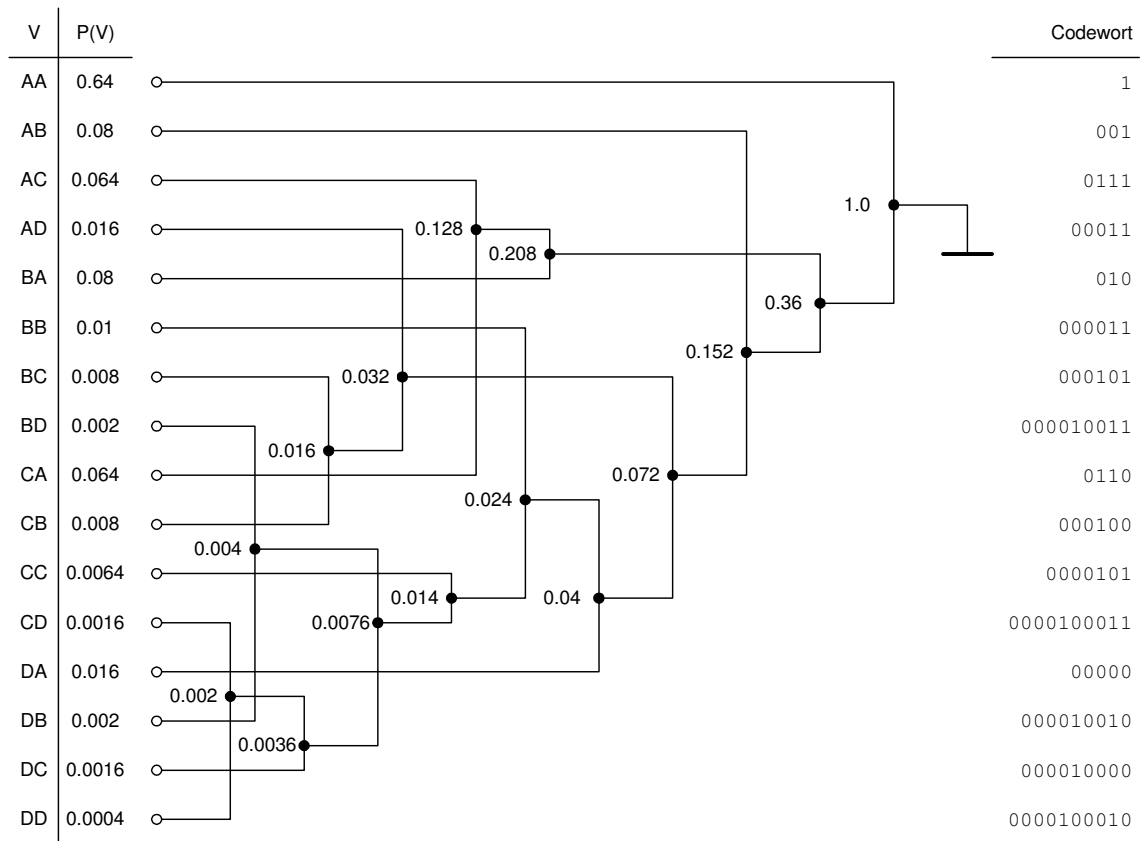 V P(V) Codewort
AA 0.64 1
AB 0.08 001
AC 0.064 0111
1.0
AD 0.016 0.128 00011
0.208
BA 0.08 010
0.36
BB 0.01 000011
0.152
BC 0.008 0.032 000101
BD 0.002 000010011
0.016
CA 0.064 0.072 0110
0.024
CB 0.008 000100
0.004
CC 0.0064 0000101
0.014 0.04
CD 0.0016 0.0076 0000100011
DA 0.016 00000
0.002
DB 0.002 000010010
0.0036
DC 0.0016 000010000
DD 0.0004 0000100010